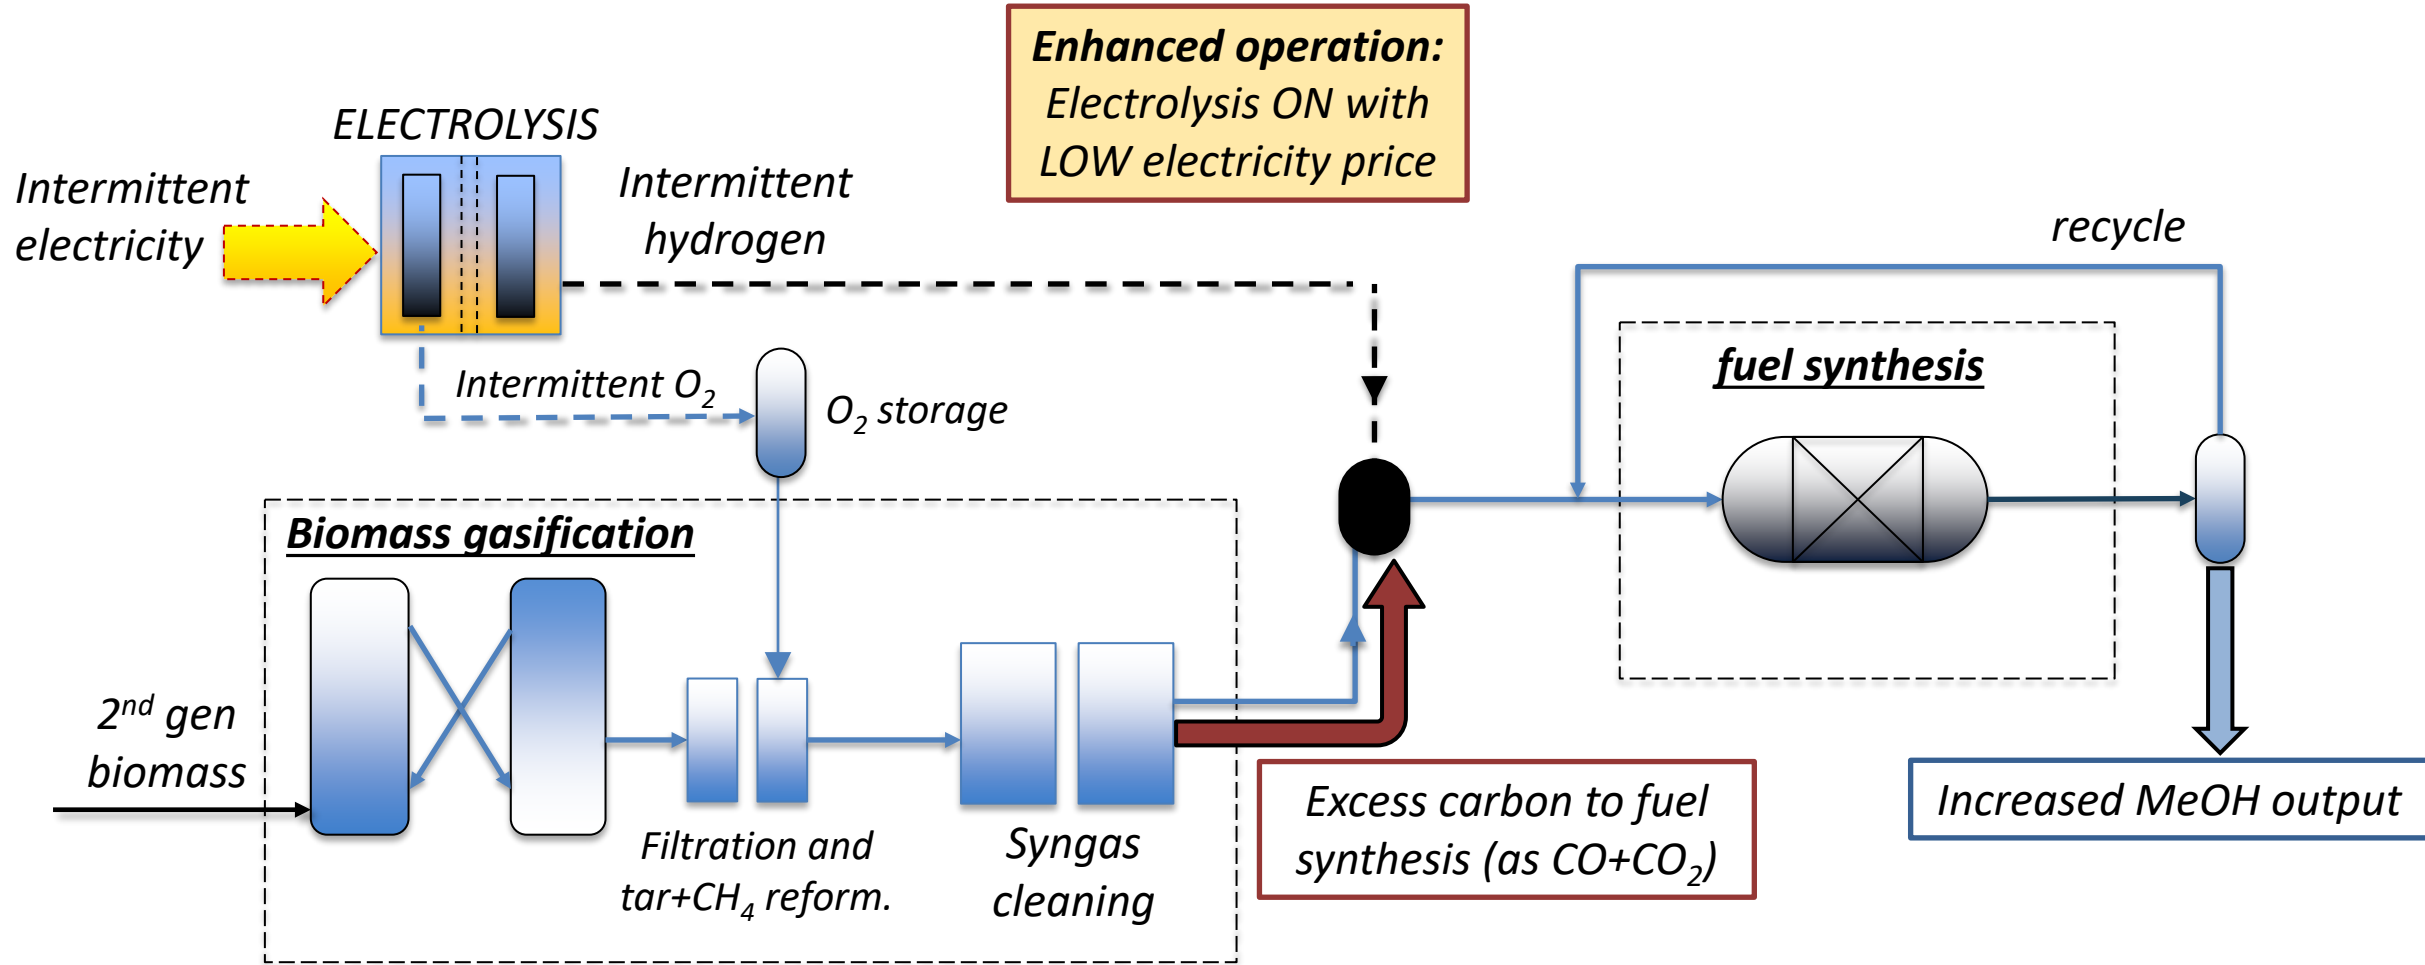 Enhanced operation:
Electrolysis ON with
LOW electricity price
ELECTROLYSIS
Intermittent
electricity
Intermittent
hydrogen
recycle
Intermittent O₂
O₂ storage
fuel synthesis
Biomass gasification
2ⁿᵈ gen
biomass
Filtration and
tar+CH₄ reform.
Syngas
cleaning
Excess carbon to fuel
synthesis (as CO+CO₂)
Increased MeOH output